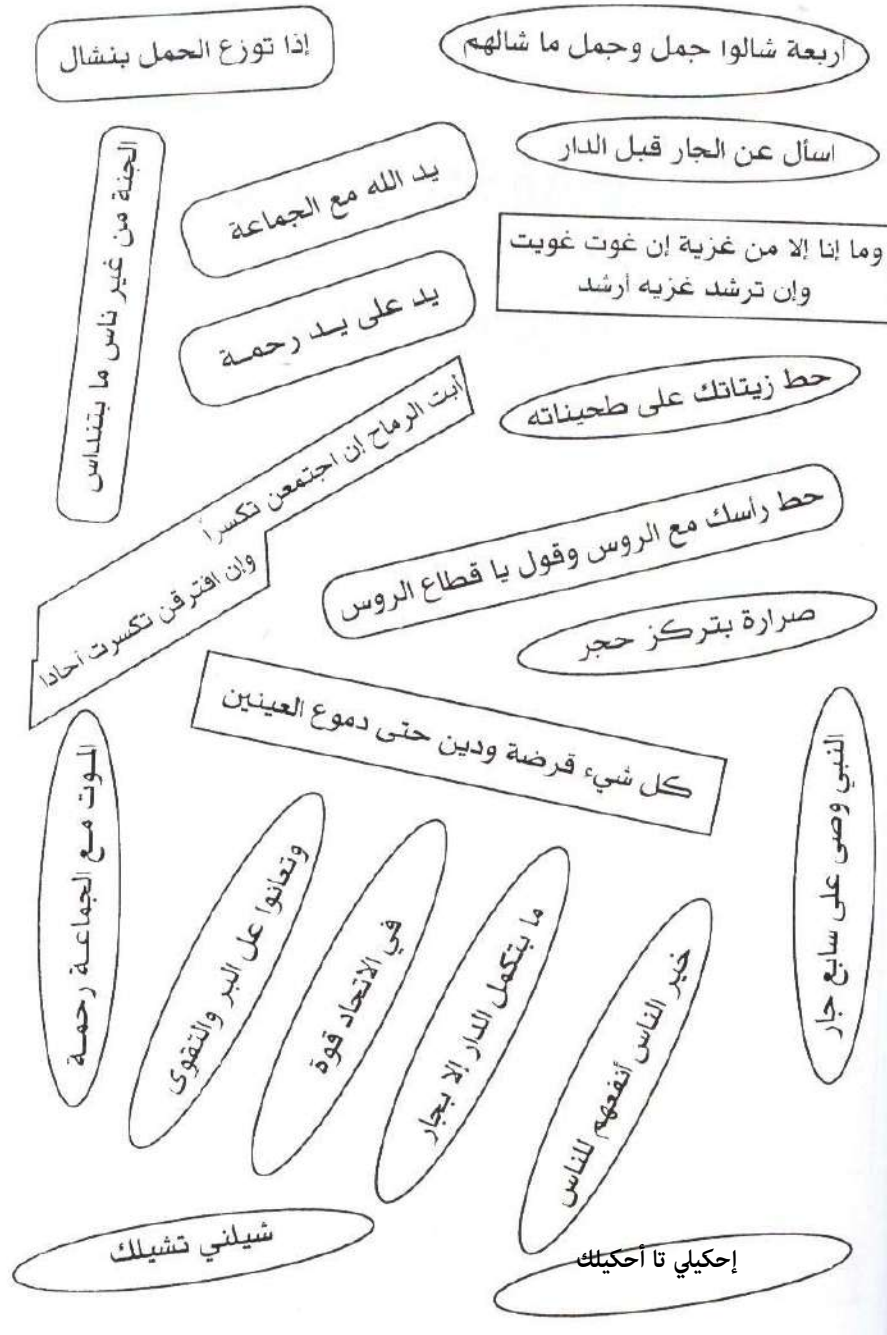 أربعة شالوا جمل وجمل ما شالهم
إذا توزع الحمل بنشال
اسأل عن الجار قبل الدار
يد الله مع الجماعة
الجنة من غير ناس ما بتنداس
وما إنا إلا من غزية إن غوت غويت
وإن ترشد غزيه أرشد
يد على يد رحمة
حط زيتاتك على طحيناته
أبت الرماح إن اجتمعن تكسراً
وإن افترقن تكسرت آحادا
حط رأسك مع الروس وقول يا قطاع الروس
صرارة بتركز حجر
كل شيء قرضة ودين حتى دموع العينين
النبي وصى على سابع جار
الموت مع الجماعة رحمة
وتعانوا عل البر والتقوى
في الاتحاد قوة
ما بتكمل الدار إلا بجار
خير الناس أنفعهم للناس
شيلني تشيلك
إحكيلي تا أحكيلك